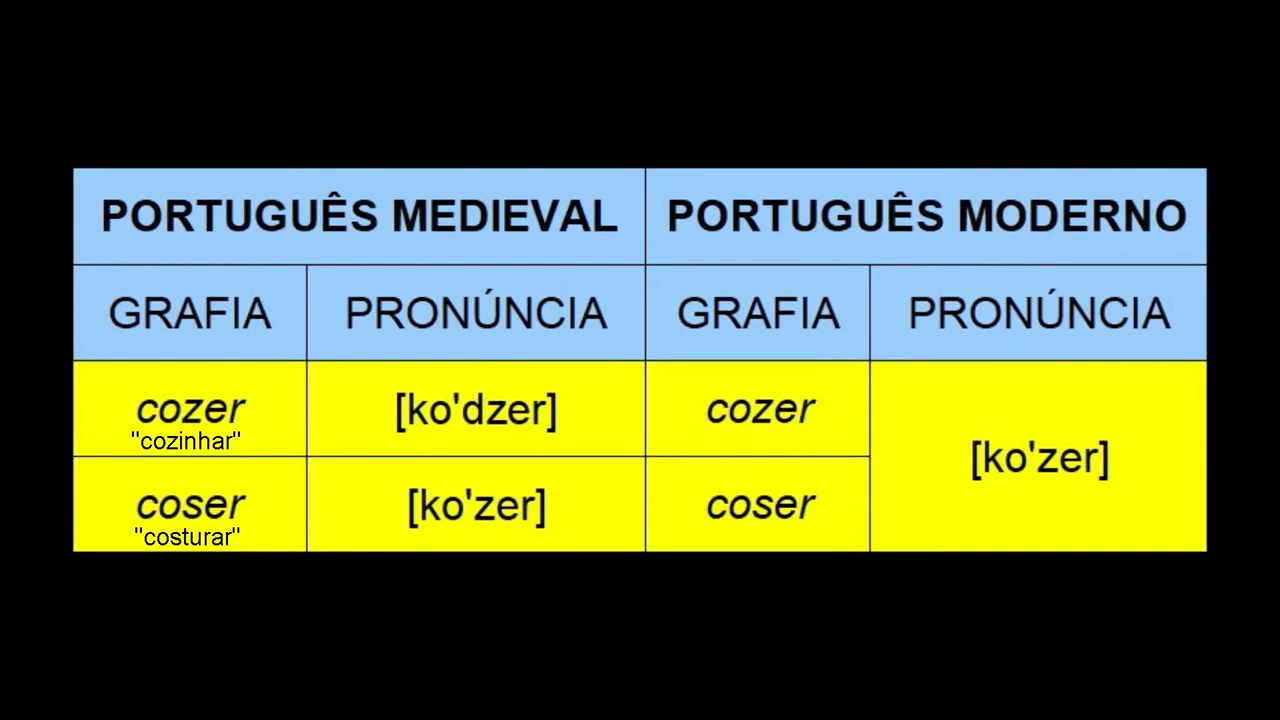 PORTUGUÊS MEDIEVAL PORTUGUÊS MODERNO
GRAFIA PRONÚNCIA GRAFIA PRONÚNCIA
cozer [ko'dzer] cozer
"cozinhar"
[ko'zer]
coser [ko'zer] coser
"costurar"